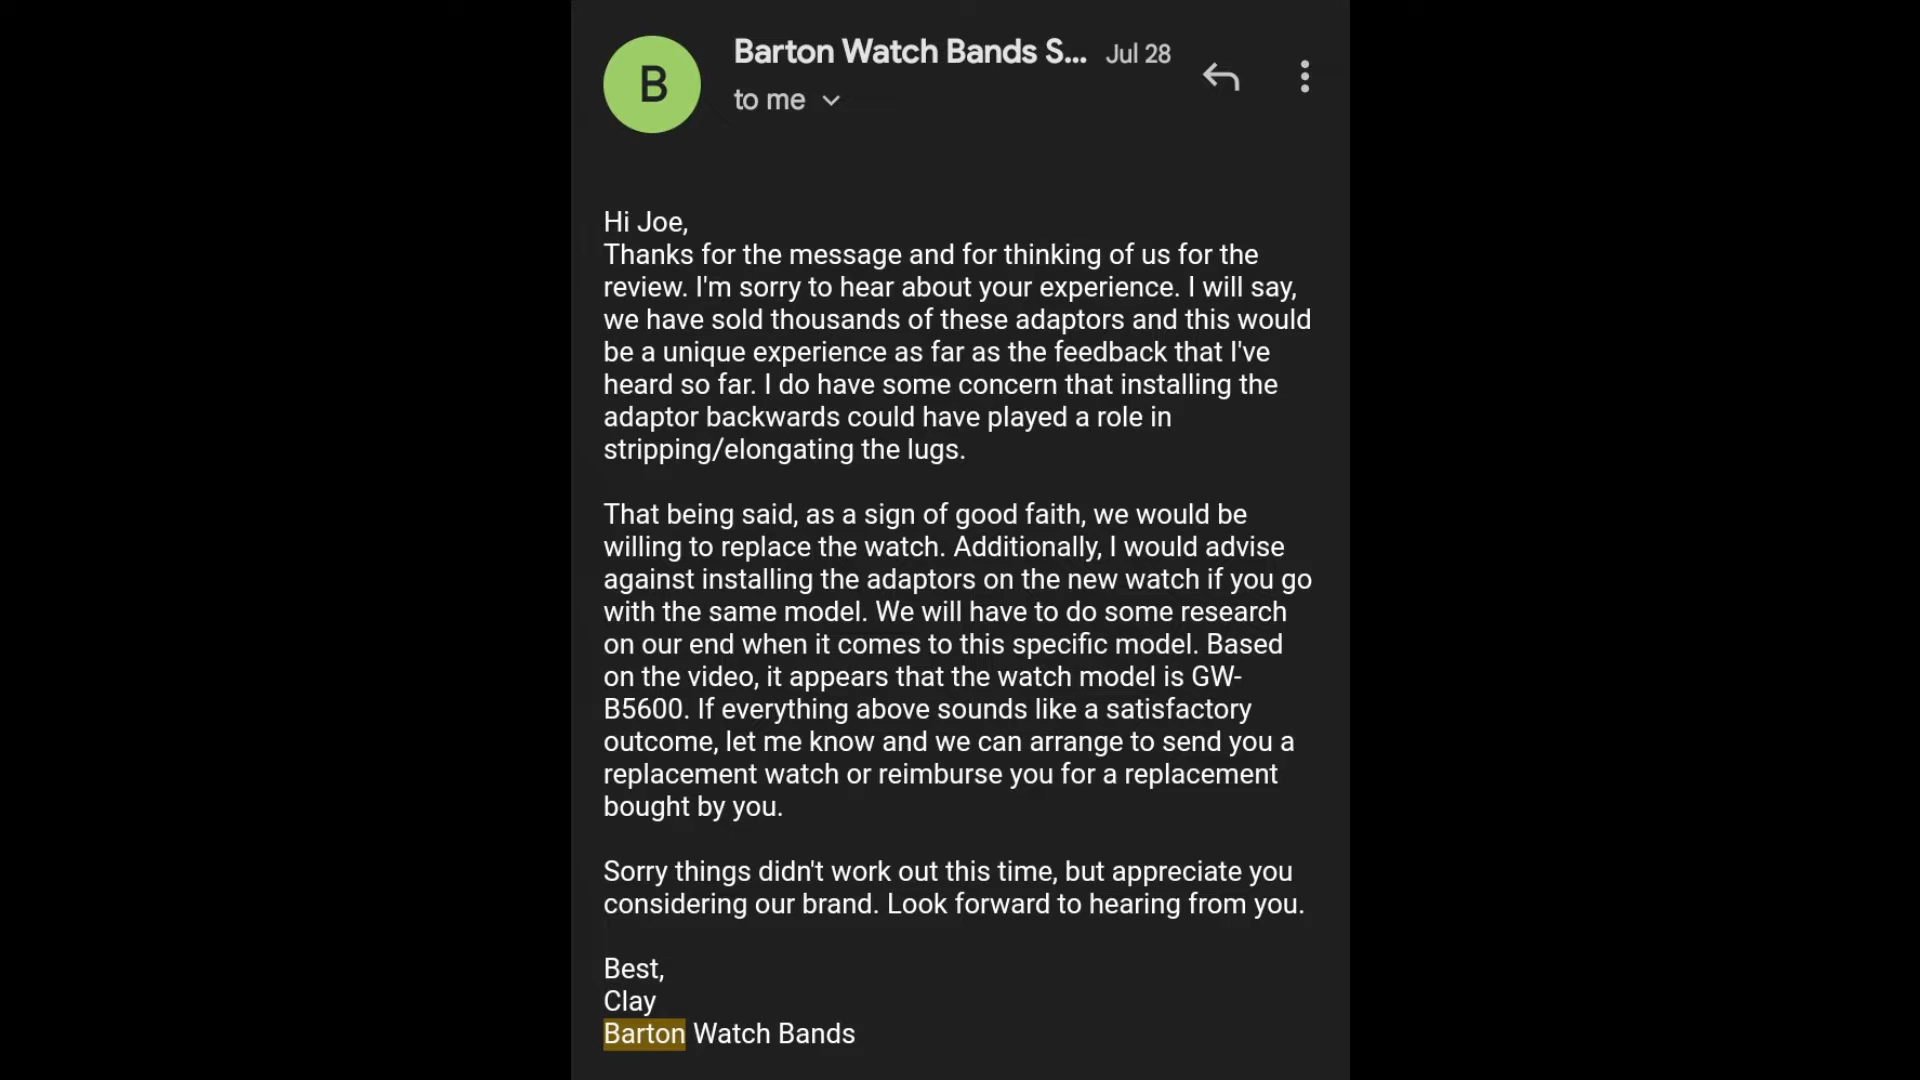 B
Barton Watch Bands S... Jul 28
to me
Hi Joe,
Thanks for the message and for thinking of us for the
review. I'm sorry to hear about your experience. I will say,
we have sold thousands of these adaptors and this would
be a unique experience as far as the feedback that I've
heard so far. I do have some concern that installing the
adaptor backwards could have played a role in
stripping/elongating the lugs.
That being said, as a sign of good faith, we would be
willing to replace the watch. Additionally, I would advise
against installing the adaptors on the new watch if you go
with the same model. We will have to do some research
on our end when it comes to this specific model. Based
on the video, it appears that the watch model is GW-
B5600. If everything above sounds like a satisfactory
outcome, let me know and we can arrange to send you a
replacement watch or reimburse you for a replacement
bought by you.
Sorry things didn't work out this time, but appreciate you
considering our brand. Look forward to hearing from you.
Best,
Clay
Barton Watch Bands